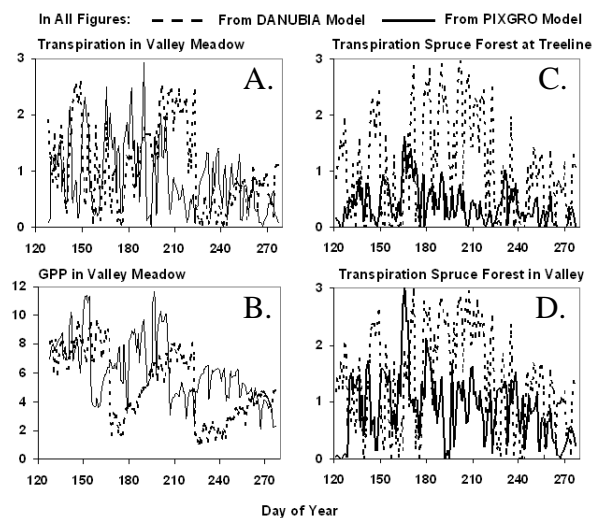 In All Figures: From DANUBIA Model From PIXGRO Model
Transpiration in Valley Meadow
3
2
1
0
120 150 180 210 240 270
A.
Transpiration Spruce Forest at Treeline
3
2
1
0
120 150 180 210 240 270
C.
GPP in Valley Meadow
12
10
8
6
4
2
0
120 150 180 210 240 270
B.
Transpiration Spruce Forest in Valley
3
2
1
0
120 150 180 210 240 270
D.
Day of Year